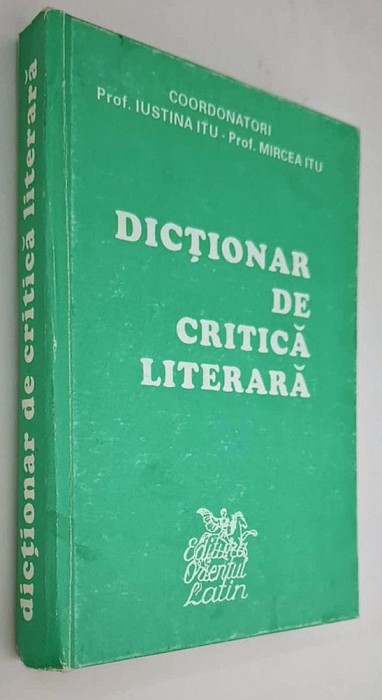 dicționar de critică literară
COORDONATORI
Prof. IUSTINA ITU - Prof. MIRCEA ITU
DICȚIONAR
DE
CRITICĂ
LITERARĂ
Editura
Orientul
Latin